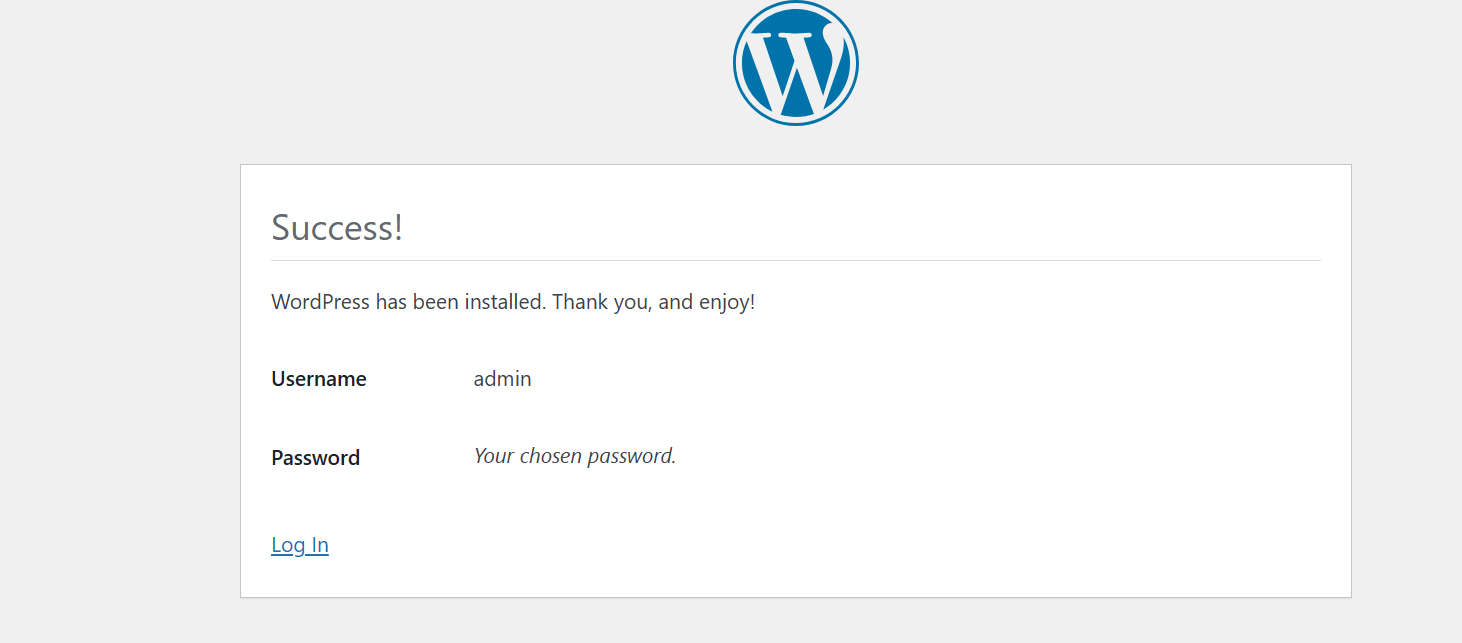 Success!
WordPress has been installed. Thank you, and enjoy!
Username admin
Password Your chosen password.
Log In